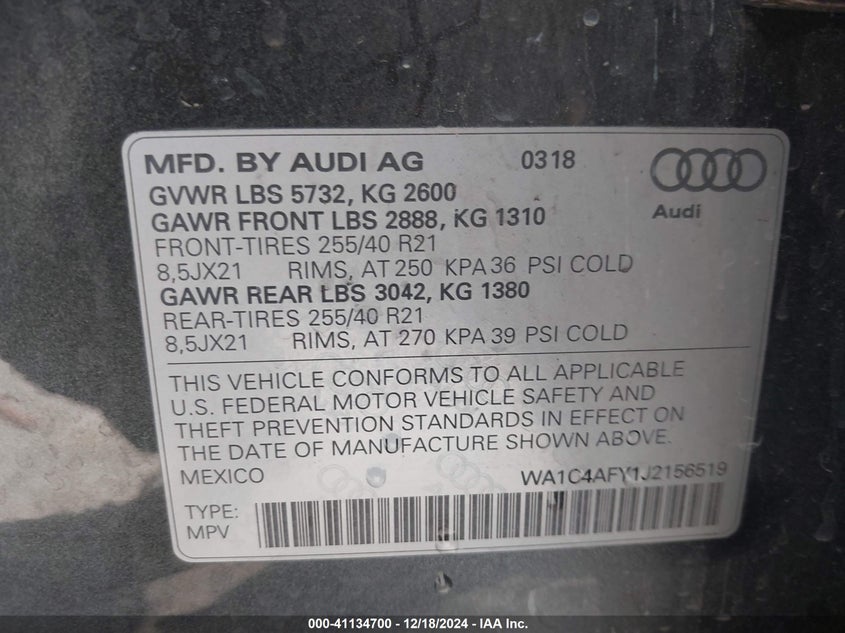 MFD. BY AUDI AG 0318
Audi
GVWR LBS 5732, KG 2600
GAWR FRONT LBS 2888, KG 1310
FRONT-TIRES 255/40 R21
8,5JX21 RIMS, AT 250 KPA 36 PSI COLD
GAWR REAR LBS 3042, KG 1380
REAR-TIRES 255/40 R21
8,5JX21 RIMS, AT 270 KPA 39 PSI COLD
THIS VEHICLE CONFORMS TO ALL APPLICABLE
U.S. FEDERAL MOTOR VEHICLE SAFETY AND
THEFT PREVENTION STANDARDS IN EFFECT ON
THE DATE OF MANUFACTURE SHOWN ABOVE.
MEXICO WA1C4AFY1J2156519
TYPE:
MPV
000-41134700 - 12/18/2024 - IAA Inc.